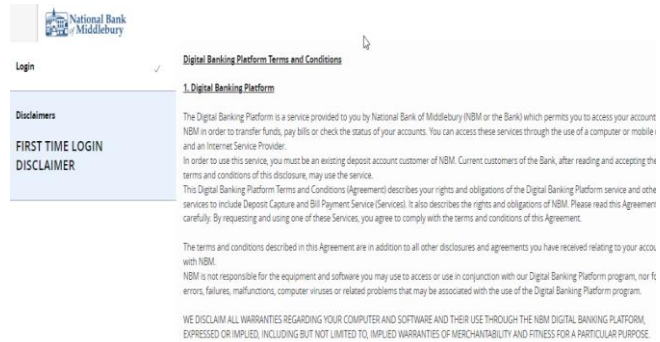 National Bank
of Middlebury
Login
Disclaimers
FIRST TIME LOGIN
DISCLAIMER
Digital Banking Platform Terms and Conditions
1. Digital Banking Platform
The Digital Banking Platform is a service provided to you by National Bank of Middlebury (NBM or the Bank) which permits you to access your account
NBM in order to transfer funds, pay bills or check the status of your accounts. You can access these services through the use of a computer or mobile
and an Internet Service Provider.
In order to use this service, you must be an existing deposit account customer of NBM. Current customers of the Bank, after reading and accepting the
terms and conditions of this disclosure, may use the service.
This Digital Banking Platform Terms and Conditions (Agreement) describes your rights and obligations of the Digital Banking Platform service and othe
services to include Deposit Capture and Bill Payment Service (Services). It also describes the rights and obligations of NBM. Please read this Agreement
carefully. By requesting and using one of these Services, you agree to comply with the terms and conditions of this Agreement.
The terms and conditions described in this Agreement are in addition to all other disclosures and agreements you have received relating to your accou
with NBM.
NBM is not responsible for the equipment and software you may use to access or use in conjunction with our Digital Banking Platform program, nor fo
errors, failures, malfunctions, computer viruses or related problems that may be associated with the use of the Digital Banking Platform program.
WE DISCLAIM ALL WARRANTIES REGARDING YOUR COMPUTER AND SOFTWARE AND THEIR USE THROUGH THE NBM DIGITAL BANKING PLATFORM,
EXPRESSED OR IMPLIED, INCLUDING BUT NOT LIMITED TO, IMPLIED WARRANTIES OF MERCHANTABILITY AND FITNESS FOR A PARTICULAR PURPOSE.